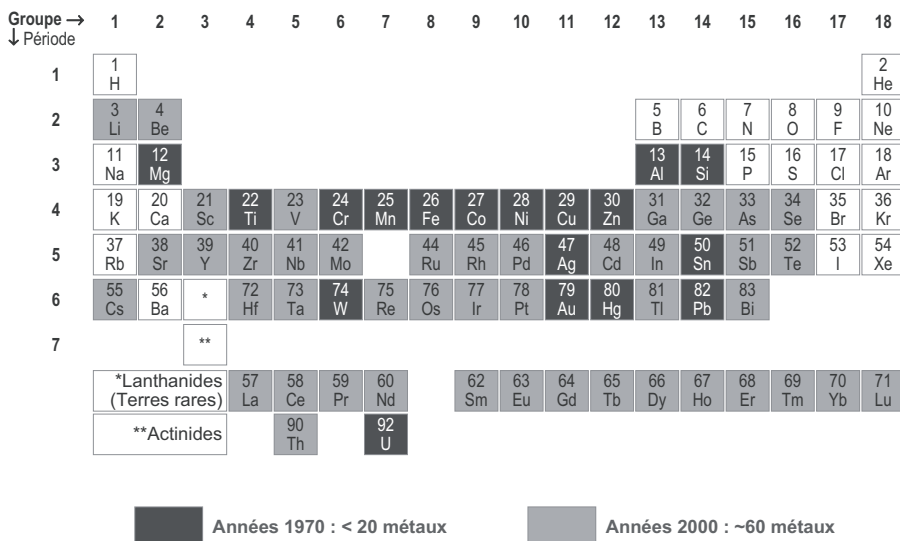 Groupe → 1 2 3 4 5 6 7 8 9 10 11 12 13 14 15 16 17 18
↓ Période
1 1 2
H He
2 3 4 5 6 7 8 9 10
Li Be B C N O F Ne
3 11 12 13 14 15 16 17 18
Na Mg Al Si P S Cl Ar
4 19 20 21 22 23 24 25 26 27 28 29 30 31 32 33 34 35 36
K Ca Sc Ti V Cr Mn Fe Co Ni Cu Zn Ga Ge As Se Br Kr
5 37 38 39 40 41 42 44 45 46 47 48 49 50 51 52 53 54
Rb Sr Y Zr Nb Mo Ru Rh Pd Ag Cd In Sn Sb Te I Xe
6 55 56 * 72 73 74 75 76 77 78 79 80 81 82 83
Cs Ba Hf Ta W Re Os Ir Pt Au Hg Tl Pb Bi
7 **
*Lanthanides 57 58 59 60 62 63 64 65 66 67 68 69 70 71
(Terres rares) La Ce Pr Nd Sm Eu Gd Tb Dy Ho Er Tm Yb Lu
**Actinides 90 92
Th U
Années 1970 : < 20 métaux
Années 2000 : ~60 métaux